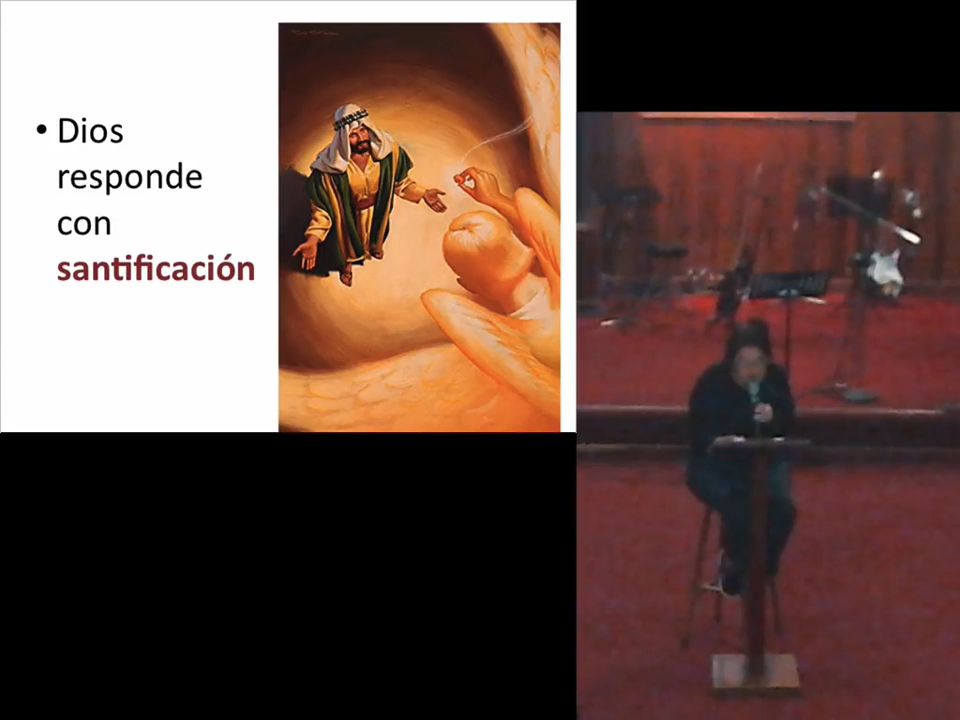 • Dios
responde
con
santificación